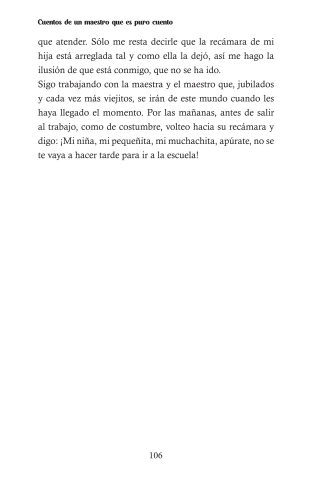 Cuentos de un maestro que es puro cuento
que atender. Sólo me resta decirle que la recámara de mi
hija está arreglada tal y como ella la dejó, así me hago la
ilusión de que está conmigo, que no se ha ido.
Sigo trabajando con la maestra y el maestro que, jubilados
y cada vez más viejitos, se irán de este mundo cuando les
haya llegado el momento. Por las mañanas, antes de salir
al trabajo, como de costumbre, volteo hacia su recámara y
digo: ¡Mi niña, mi pequeñita, mi muchachita, apúrate, no se
te vaya a hacer tarde para ir a la escuela!
106